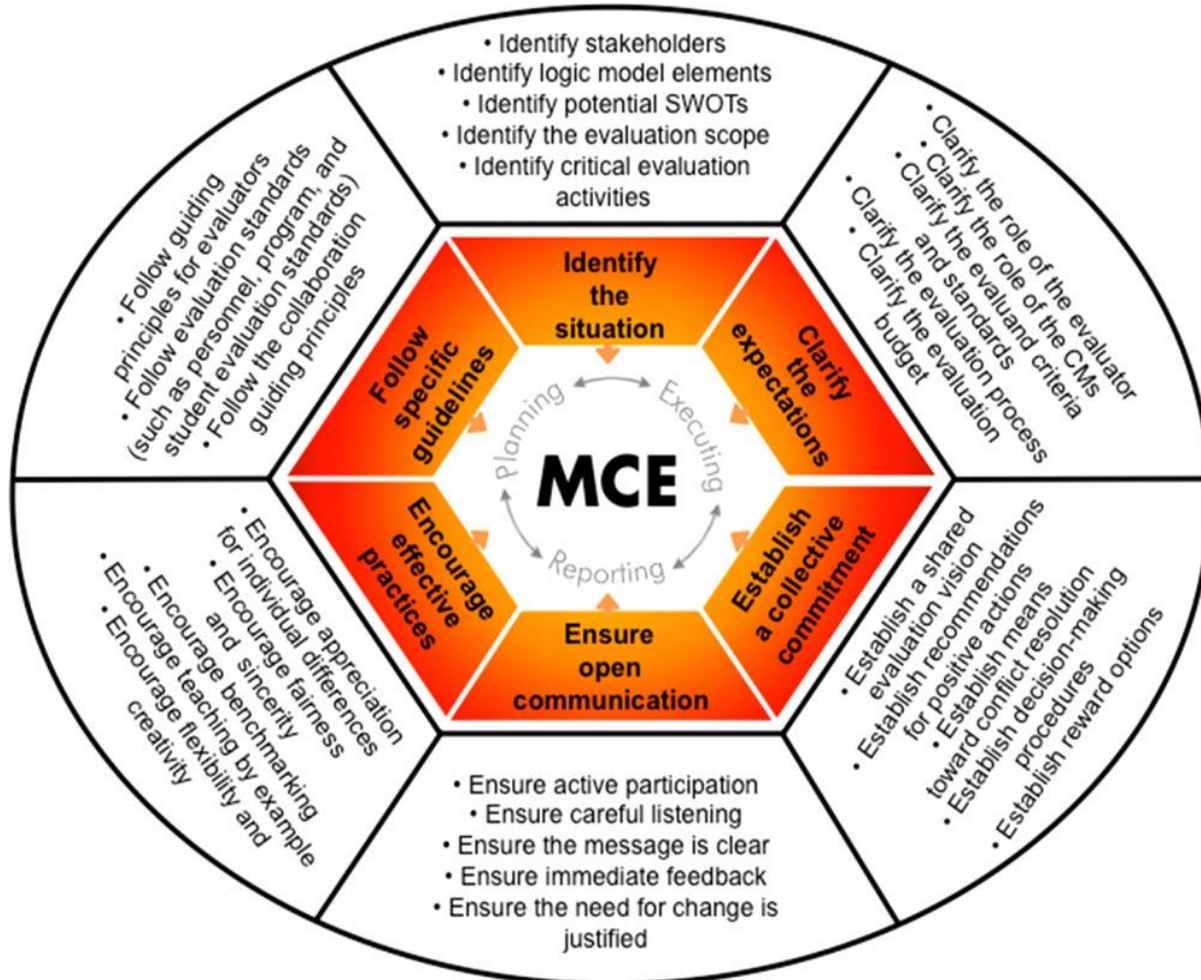 • Identify stakeholders
• Identify logic model elements
• Identify potential SWOTs
• Identify the evaluation scope
• Identify critical evaluation
activities
• Clarify the role of the evaluator
• Clarify the role of the CMs
• Clarify the evaluand criteria
and standards
• Clarify the evaluation process
• Clarify the evaluation
budget
• Establish a shared
evaluation vision
• Establish recommendations
for positive actions
• Establish means
toward conflict resolution
• Establish decision-making
procedures
• Establish reward options
• Ensure active participation
• Ensure careful listening
• Ensure the message is clear
• Ensure immediate feedback
• Ensure the need for change is
justified
• Encourage appreciation
for individual differences
• Encourage fairness
and sincerity
• Encourage benchmarking
• Encourage teaching by example
• Encourage flexibility and
creativity
• Follow guiding
principles for evaluators
• Follow evaluation standards
(such as personnel, program, and
student evaluation standards)
• Follow the collaboration
guiding principles
Identify
the
situation
Clarify
the
expectations
Establish
a collective
commitment
Ensure
open
communication
Encourage
effective
practices
Follow
specific
guidelines
Planning
Executing
Reporting
MCE